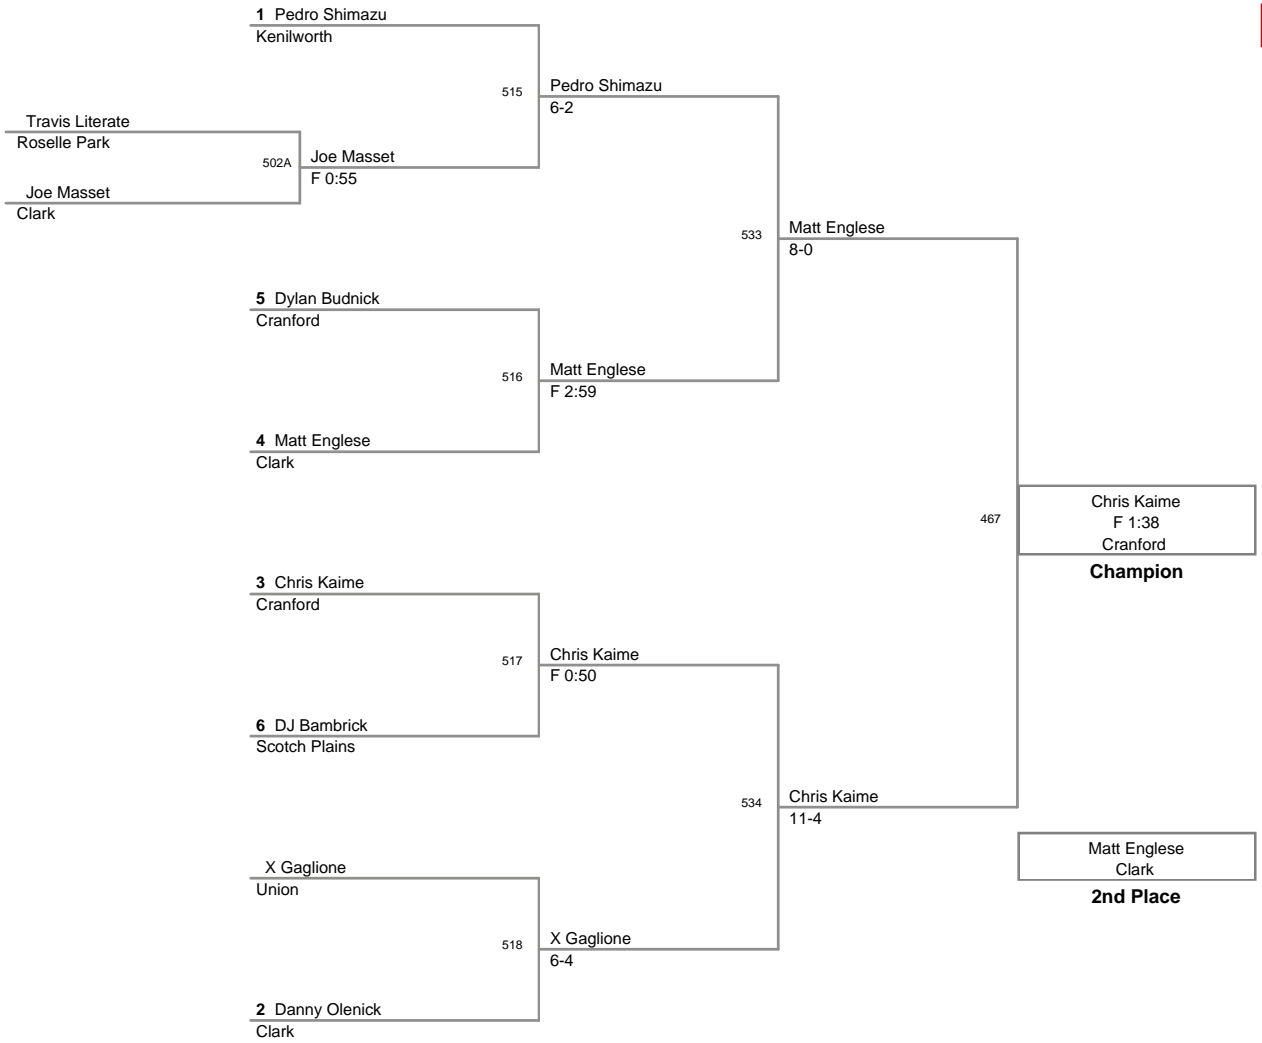 1 Pedro Shimazu
Kenilworth
515
Pedro Shimazu
6-2
Travis Literate
Roselle Park
502A
Joe Masset
F 0:55
Joe Masset
Clark
533
Matt Englese
8-0
5 Dylan Budnick
Cranford
516
Matt Englese
F 2:59
4 Matt Englese
Clark
467
Chris Kaime
F 1:38
Cranford
Champion
3 Chris Kaime
Cranford
517
Chris Kaime
F 0:50
6 DJ Bambrick
Scotch Plains
534
Chris Kaime
11-4
Matt Englese
Clark
2nd Place
X Gaglione
Union
518
X Gaglione
6-4
2 Danny Olenick
Clark